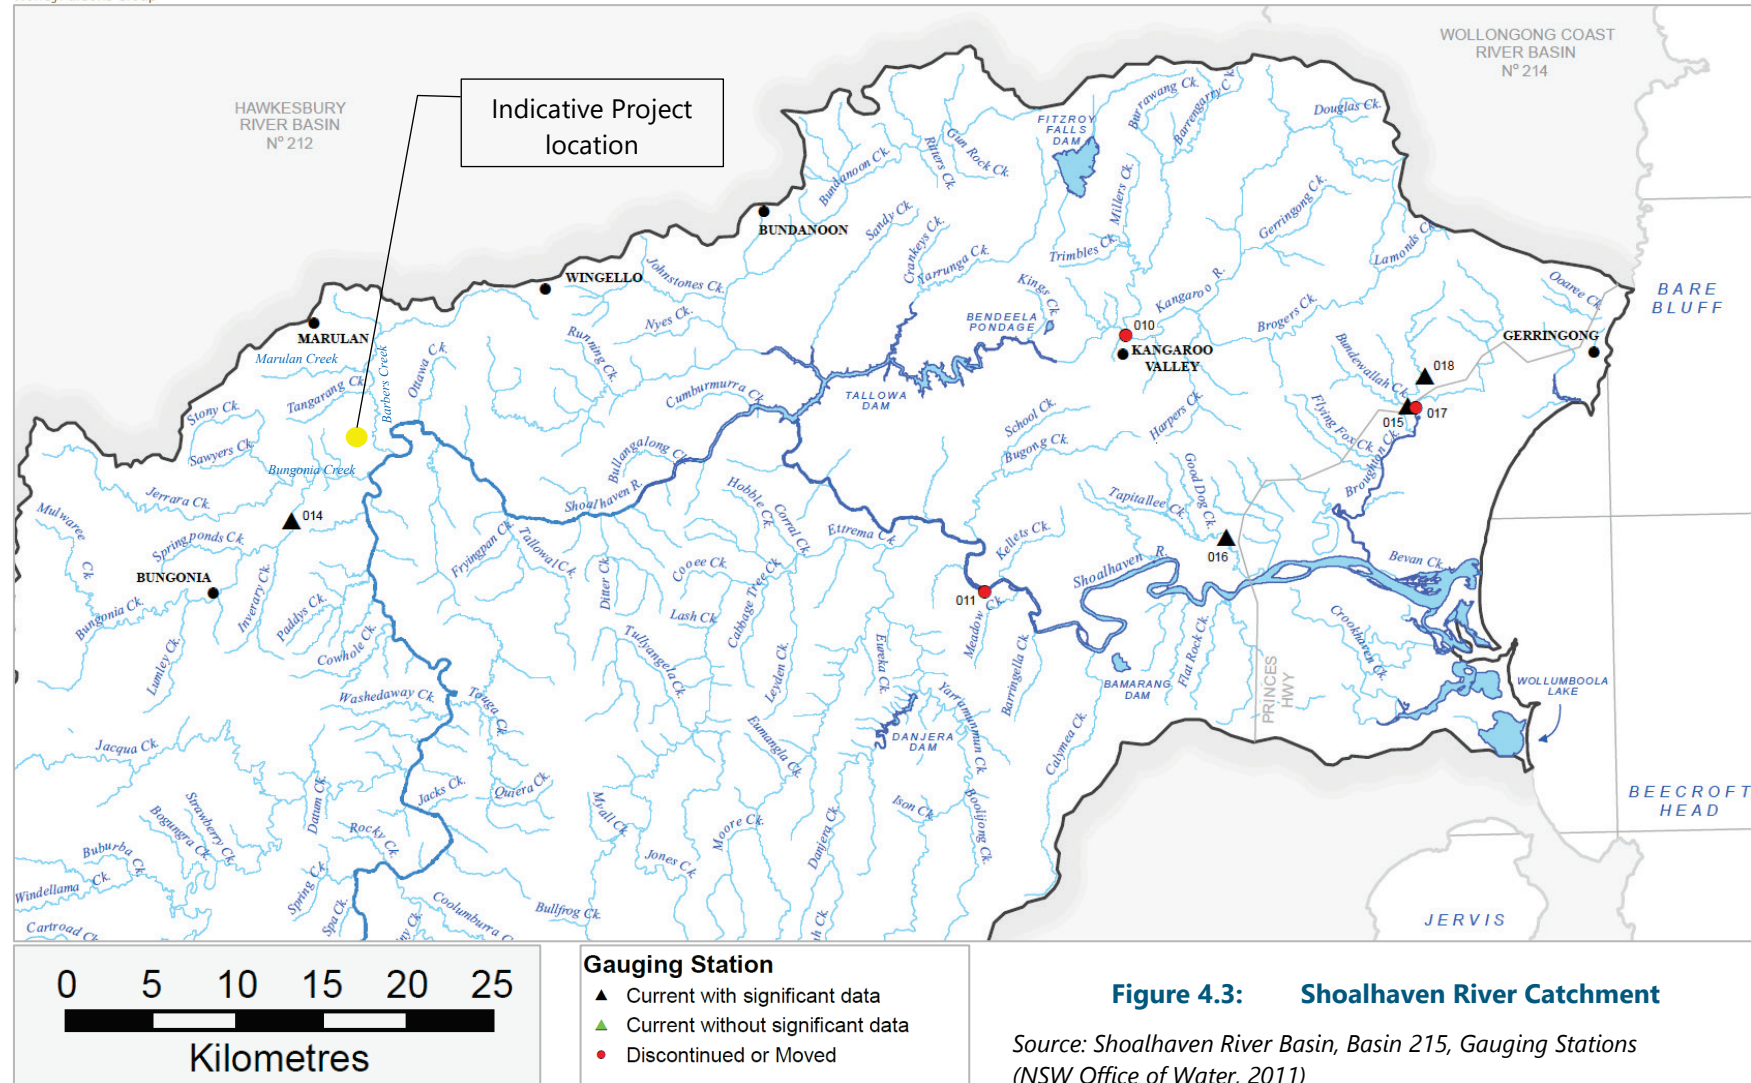 HAWKESBURY
RIVER BASIN
Nº 212
Indicative Project
location
WOLLONGONG COAST
RIVER BASIN
Nº 214
FITZROY
FALLS
DAM
Burrawang Ck.
Barrengarry Ck.
Douglas Ck.
Gun Rock Ck.
Ritters Ck.
Bundanoon Ck.
BUNDANOON
Sandy Ck.
Crankeys Ck.
Yarrunga Ck.
Millers Ck.
Trimbles Ck.
Gerringong Ck.
Lamonds Ck.
Ooaree Ck.
BARE
BLUFF
WINGELLO
Johnstones Ck.
Nyes Ck.
Kings Ck.
Kangaroo R.
Brogers Ck.
BENDEELA
PONDAGE
010
KANGAROO
VALLEY
GERRINGONG
MARULAN
Marulan Creek
Barbers Creek
Ottawa Ck.
Running Ck.
Tangarang Ck.
Cumburmurra Ck.
TALLOWA
DAM
Bundewallah Ck.
018
015
017
Stony Ck.
Sawyers Ck.
Bungonia Creek
Bullangalong Ck.
School Ck.
Bugong Ck.
Harpers Ck.
Flying Fox Ck.
Broughton Ck.
Jerrara Ck.
Shoalhaven R.
Hobble Ck.
Corral Ck.
Ettrema Ck.
Good Dog Ck.
Tapitallee Ck.
Mulwaree
Ck.
014
Springponds Ck.
Fryingpan Ck.
Tallowal Ck.
Cooee Ck.
Kellets Ck.
Shoalhaven R.
016
Bevan Ck.
BUNGONIA
Bungonia Ck.
Inverary Ck.
Paddys Ck.
Ditter Ck.
Lash Ck.
Cabbage Tree Ck.
011
Meadow Ck.
Crookhaven Ck.
Lumley Ck.
Cowhole Ck.
Tullyangela Ck.
Leyden Ck.
Eureka Ck.
Barringella Ck.
Flat Rock Ck.
BAMARANG
DAM
PRINCES
HWY
WOLLUMBOOLA
LAKE
Washedaway Ck.
Touga Ck.
Yarramunmun Ck.
DANJERA
DAM
Calymea Ck.
Jacqua Ck.
Eumangla Ck.
Datum Ck.
Jacks Ck.
Quiera Ck.
Strawberry Ck.
Bogungra Ck.
Rocky Ck.
Myall Ck.
Moore Ck.
Danjera Ck.
Ison Ck.
Boolijong Ck.
BEECROFT
HEAD
Buburba Ck.
Windellama Ck.
Cartroad Ck.
Spring Ck.
Spa Ck.
Coolumburra C
Bullfrog Ck.
Jones Ck.
JERVIS
0 5 10 15 20 25
Kilometres
Gauging Station
Current with significant data
Current without significant data
Discontinued or Moved
Figure 4.3: Shoalhaven River Catchment
Source: Shoalhaven River Basin, Basin 215, Gauging Stations
(NSW Office of Water, 2011)